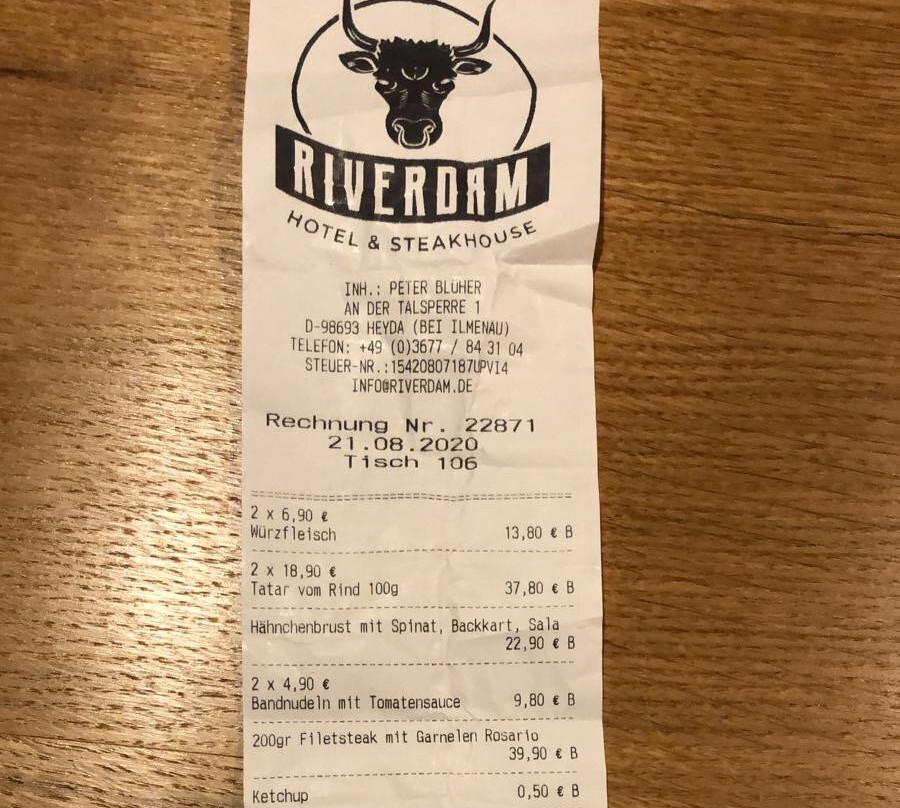 RIVERDAM
HOTEL & STEAKHOUSE
INH.: PETER BLÜHER
AN DER TALSPERRE 1
D-98693 HEYDA (BEI ILMENAU)
TELEFON: +49 (0)3677 / 84 31 04
STEUER-NR.:15420807187UPVI4
INFO@RIVERDAM.DE
Rechnung Nr. 22871
21.08.2020
Tisch 106
2 x 6,90 €
Würzfleisch 13,80 € B
2 x 18,90 €
Tatar vom Rind 100g 37,80 € B
Hähnchenbrust mit Spinat, Backkart, Sala
22,90 € B
2 x 4,90 €
Bandnudeln mit Tomatensauce 9,80 € B
200gr Filetsteak mit Garnelen Rosario
39,90 € B
Ketchup 0,50 € B